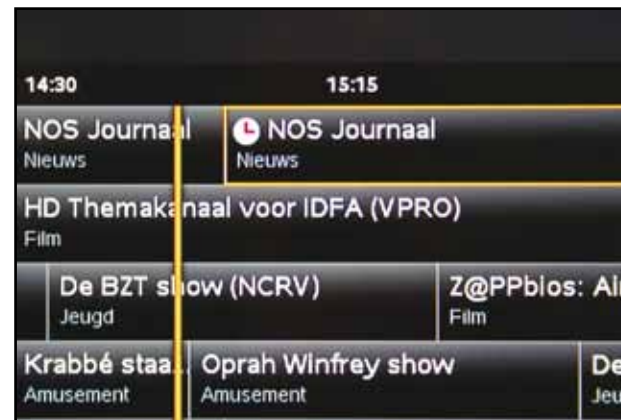 14:30 15:15
NOS Journaal NOS Journaal
Nieuws Nieuws
HD Themakanaal voor IDFA (VPRO)
Film
De BZT show (NCRV) Z@PPbios: Ai
Jeugd Film
Krabbé staa... Oprah Winfrey show De
Amusement Amusement Jeu